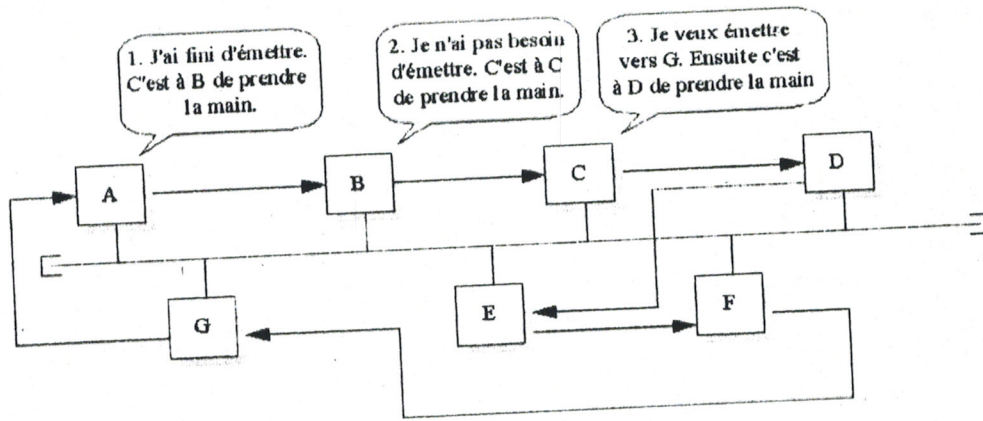 1. J'ai fini d'émettre.
C'est à B de prendre
la main.
2. Je n'ai pas besoin
d'émettre. C'est à C
de prendre la main.
3. Je veux émettre
vers G. Ensuite c'est
à D de prendre la main
A
B
C
D
G
E
F